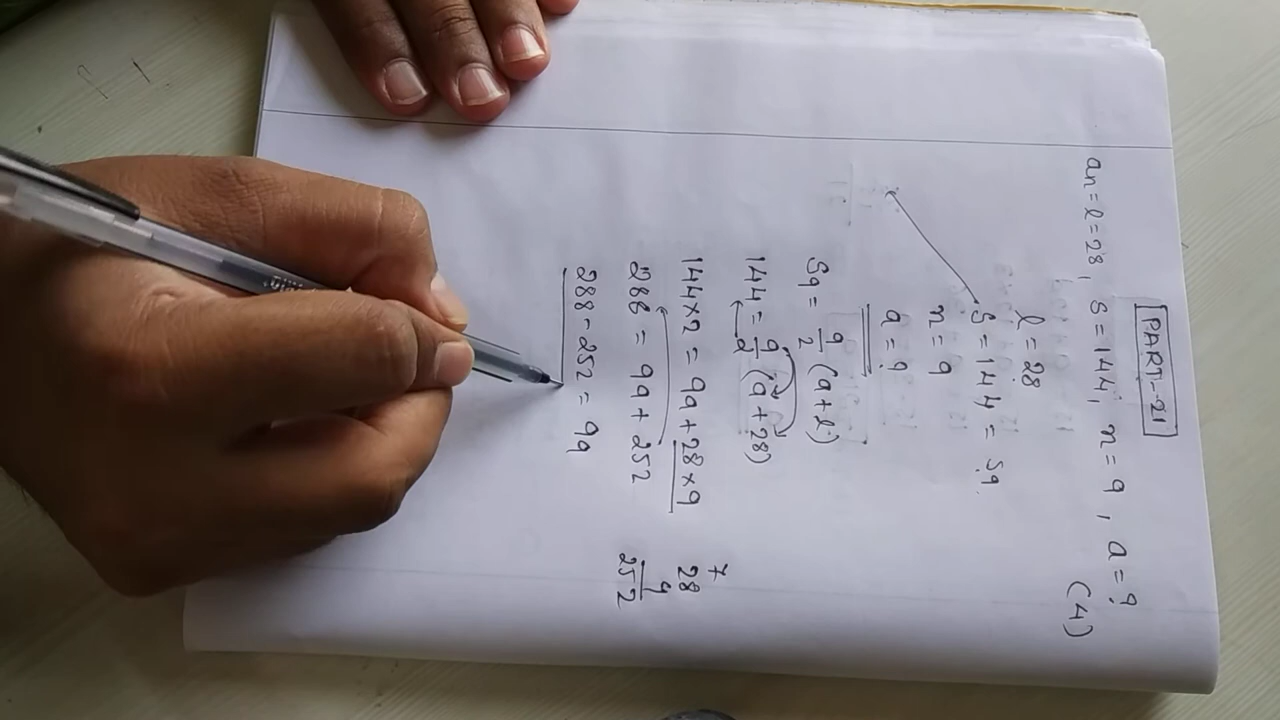 PART-21
an = l = 28, S = 144, n = 9, a = ?
(4)
l = 28
S = 144 = S9
n = 9
a = ?
S9 = 9/2 (a + l)
144 = 9/2 (a + 28)
144×2 = 9a + 28×9
288 = 9a + 252
288 - 252 = 9a
7
28
9
252